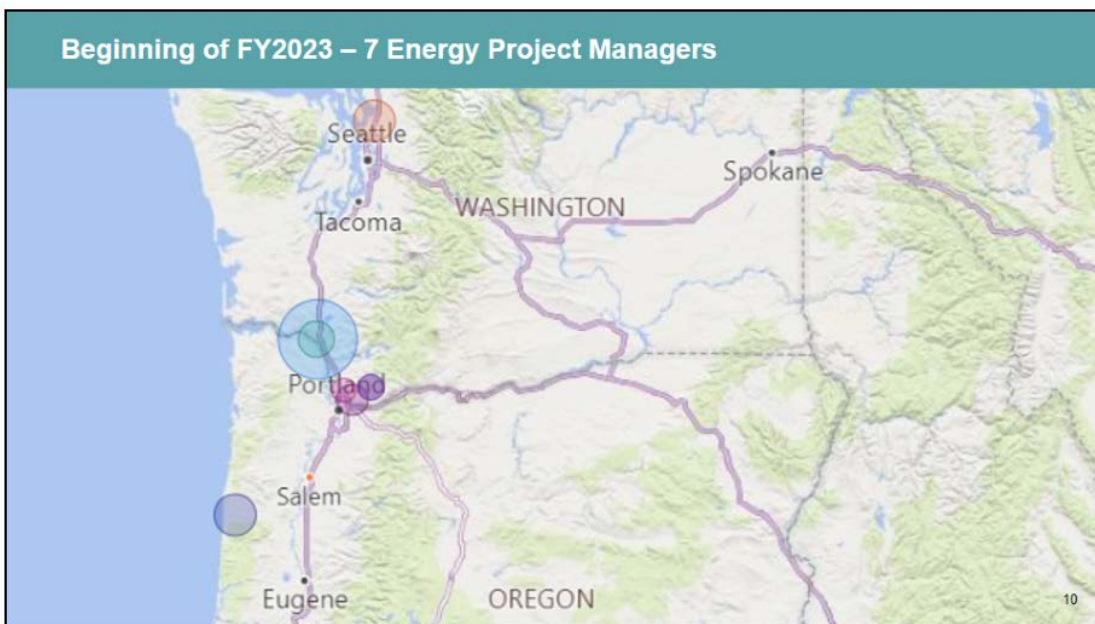 Beginning of FY2023 – 7 Energy Project Managers
Seattle
Spokane
WASHINGTON
Tacoma
Portland
Salem
Eugene
OREGON
10